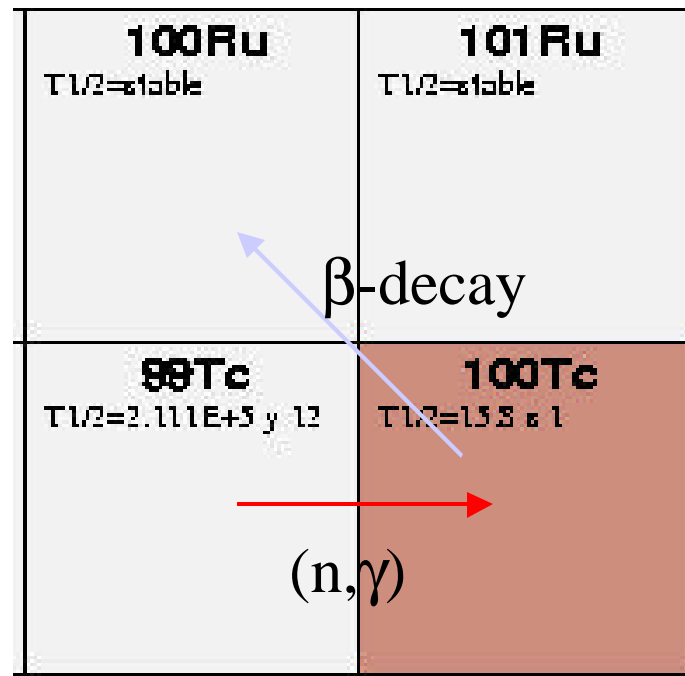 100Ru 101Ru
T1/2=stable T1/2=stable
β-decay
99Tc 100Tc
T1/2=2.111E+5 y 12 T1/2=15.8 s 1
(n,γ)